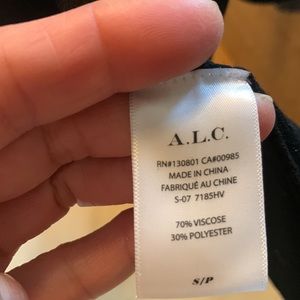 A.L.C.
RN#130801 CA#00985
MADE IN CHINA
FABRIQUÉ AU CHINE
S-07 7185HV
70% VISCOSE
30% POLYESTER
S/P